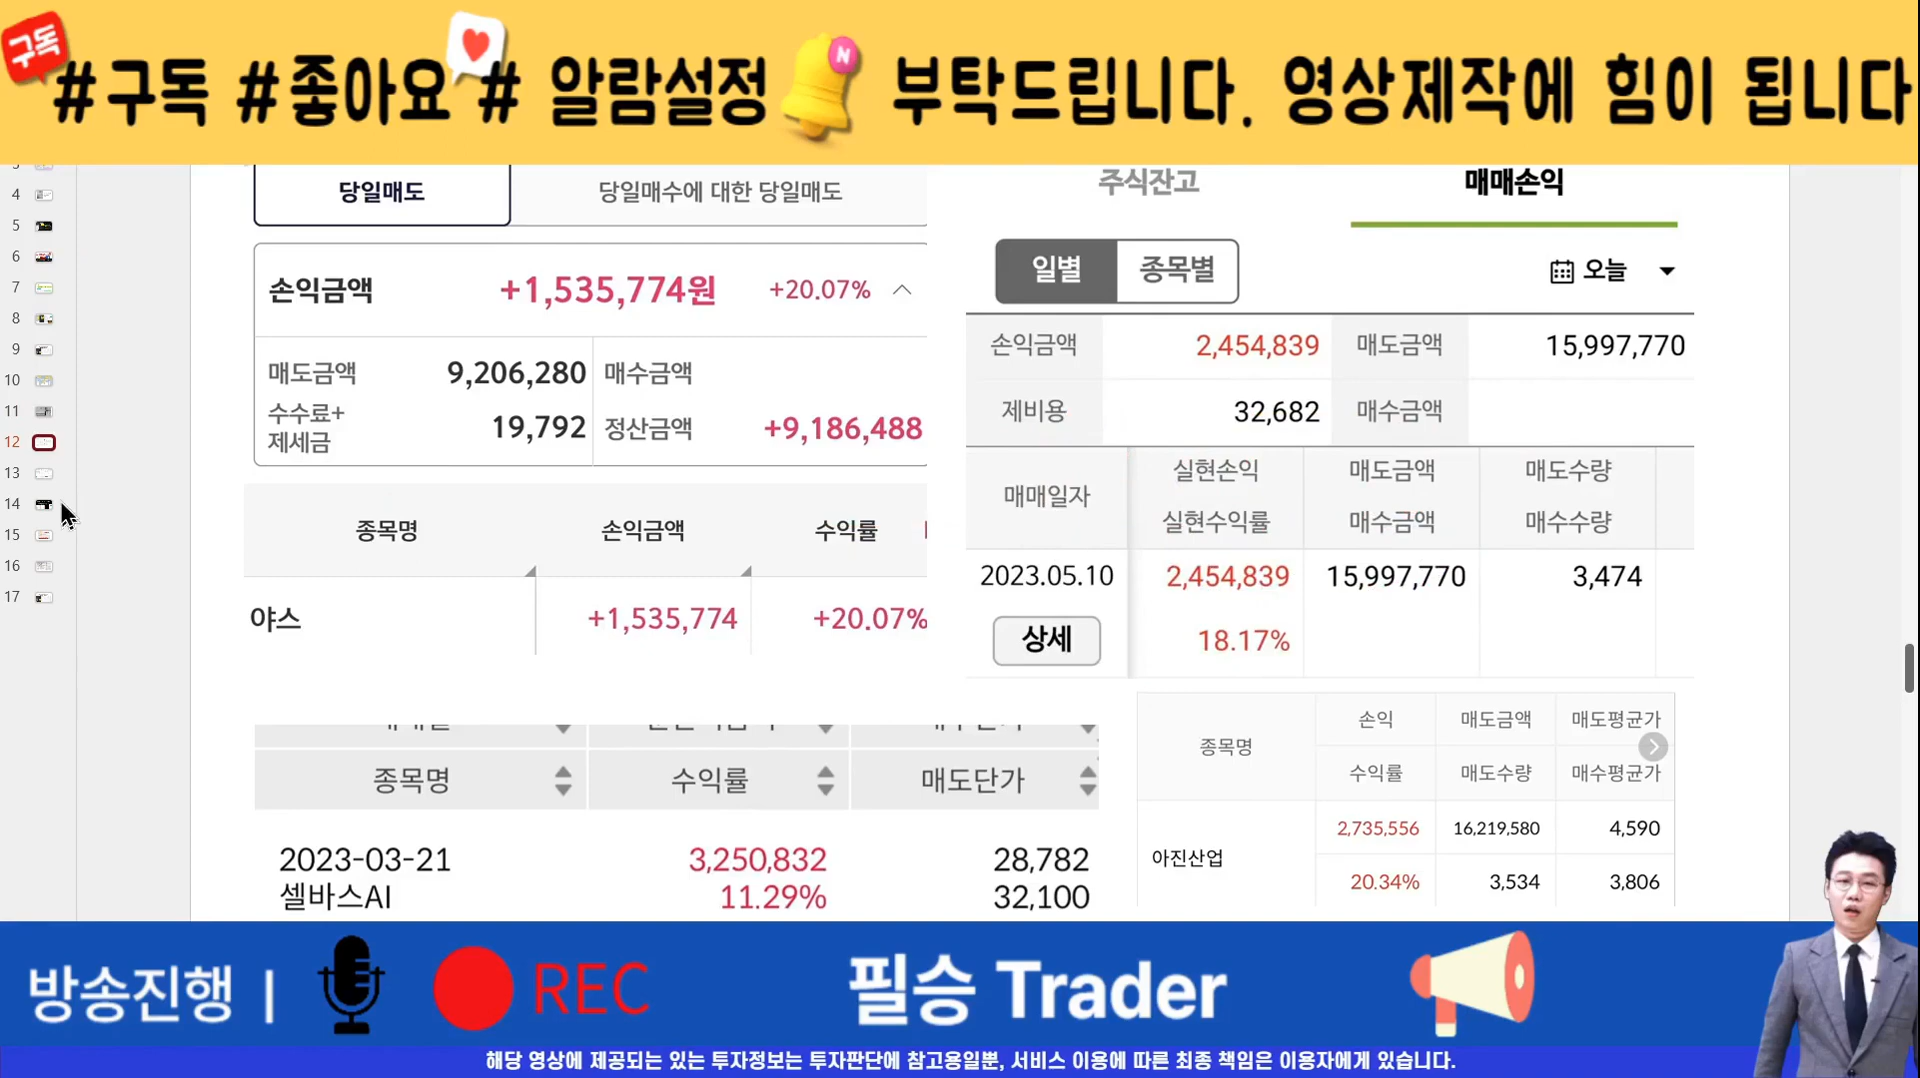 구독
#구독 #좋아요 # 알람설정 N 부탁드립니다. 영상제작에 힘이 됩니다
4
5
6
7
8
9
10
11
12
13
14
15
16
17
당일매도 당일매수에 대한 당일매도
손익금액 +1,535,774원 +20.07%
매도금액 9,206,280 매수금액
수수료+
제세금 19,792 정산금액 +9,186,488
종목명 손익금액 수익률
야스 +1,535,774 +20.07%
주식잔고 매매손익
일별 종목별 오늘
손익금액 2,454,839 매도금액 15,997,770
제비용 32,682 매수금액
매매일자 실현손익 매도금액 매도수량
실현수익률 매수금액 매수수량
2023.05.10 2,454,839 15,997,770 3,474
상세 18.17%
종목명 수익률 매도단가
2023-03-21 3,250,832 28,782
셀바스AI 11.29% 32,100
종목명 손익 매도금액 매도평균가
수익률 매도수량 매수평균가
아진산업 2,735,556 16,219,580 4,590
20.34% 3,534 3,806
방송진행 | REC 필승 Trader
해당 영상에 제공되는 있는 투자정보는 투자판단에 참고용일뿐, 서비스 이용에 따른 최종 책임은 이용자에게 있습니다.